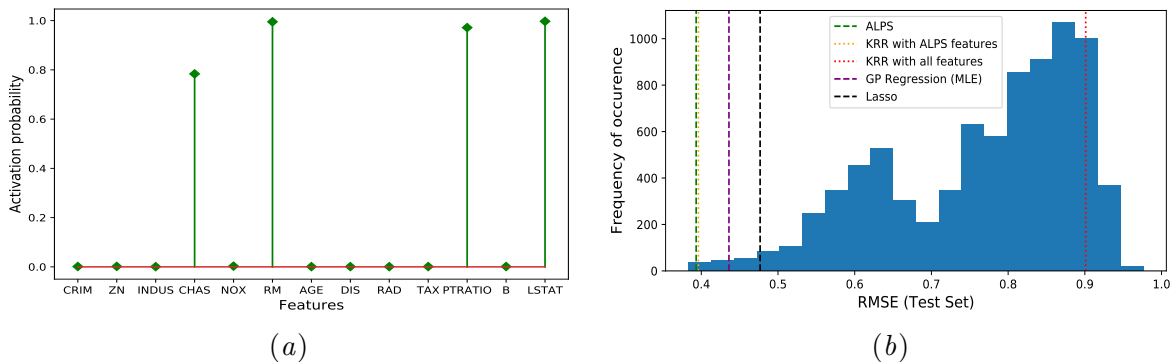 1.0
0.8
0.6
0.4
0.2
0.0
Activation probability
CRIM ZN INDUS CHAS NOX RM AGE DIS RAD TAX PTRATIO B LSTAT
Features
(a)
1000
800
600
400
200
0
Frequency of occurence
ALPS
KRR with ALPS features
KRR with all features
GP Regression (MLE)
Lasso
0.4 0.5 0.6 0.7 0.8 0.9 1.0
RMSE (Test Set)
(b)